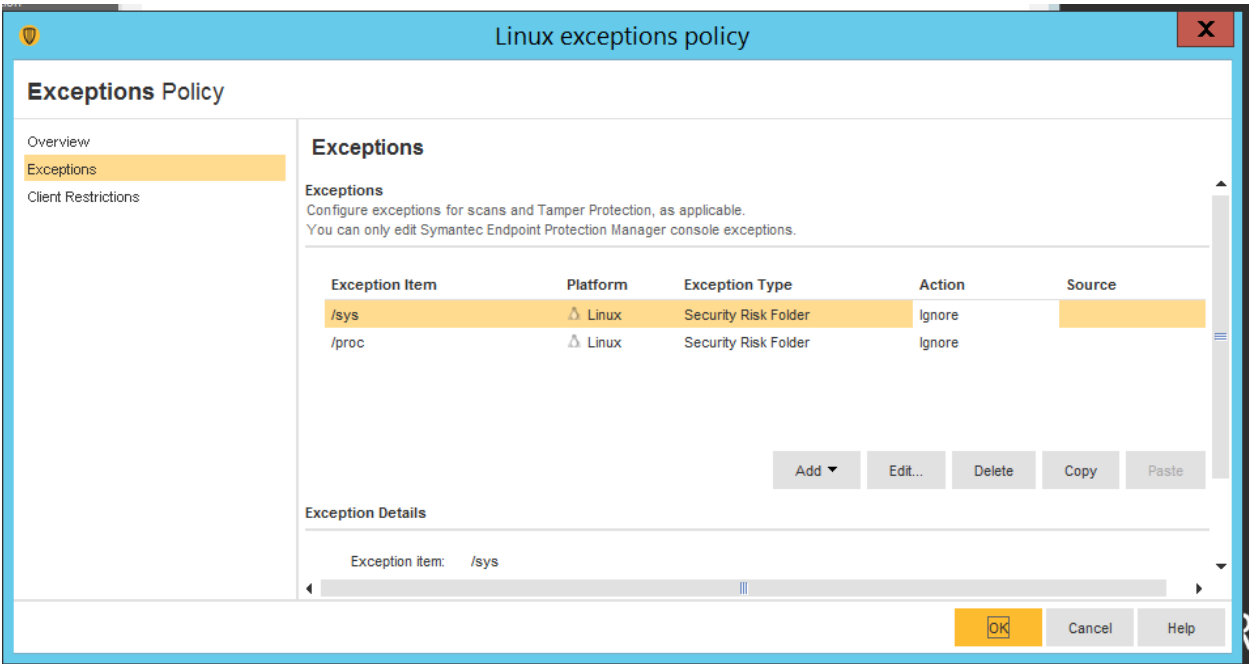 Linux exceptions policy
X
Exceptions Policy
Overview
Exceptions
Client Restrictions
Exceptions
Exceptions
Configure exceptions for scans and Tamper Protection, as applicable.
You can only edit Symantec Endpoint Protection Manager console exceptions.
Exception Item Platform Exception Type Action Source
/sys Linux Security Risk Folder Ignore
/proc Linux Security Risk Folder Ignore
Add Edit... Delete Copy Paste
Exception Details
Exception item: /sys
OK Cancel Help